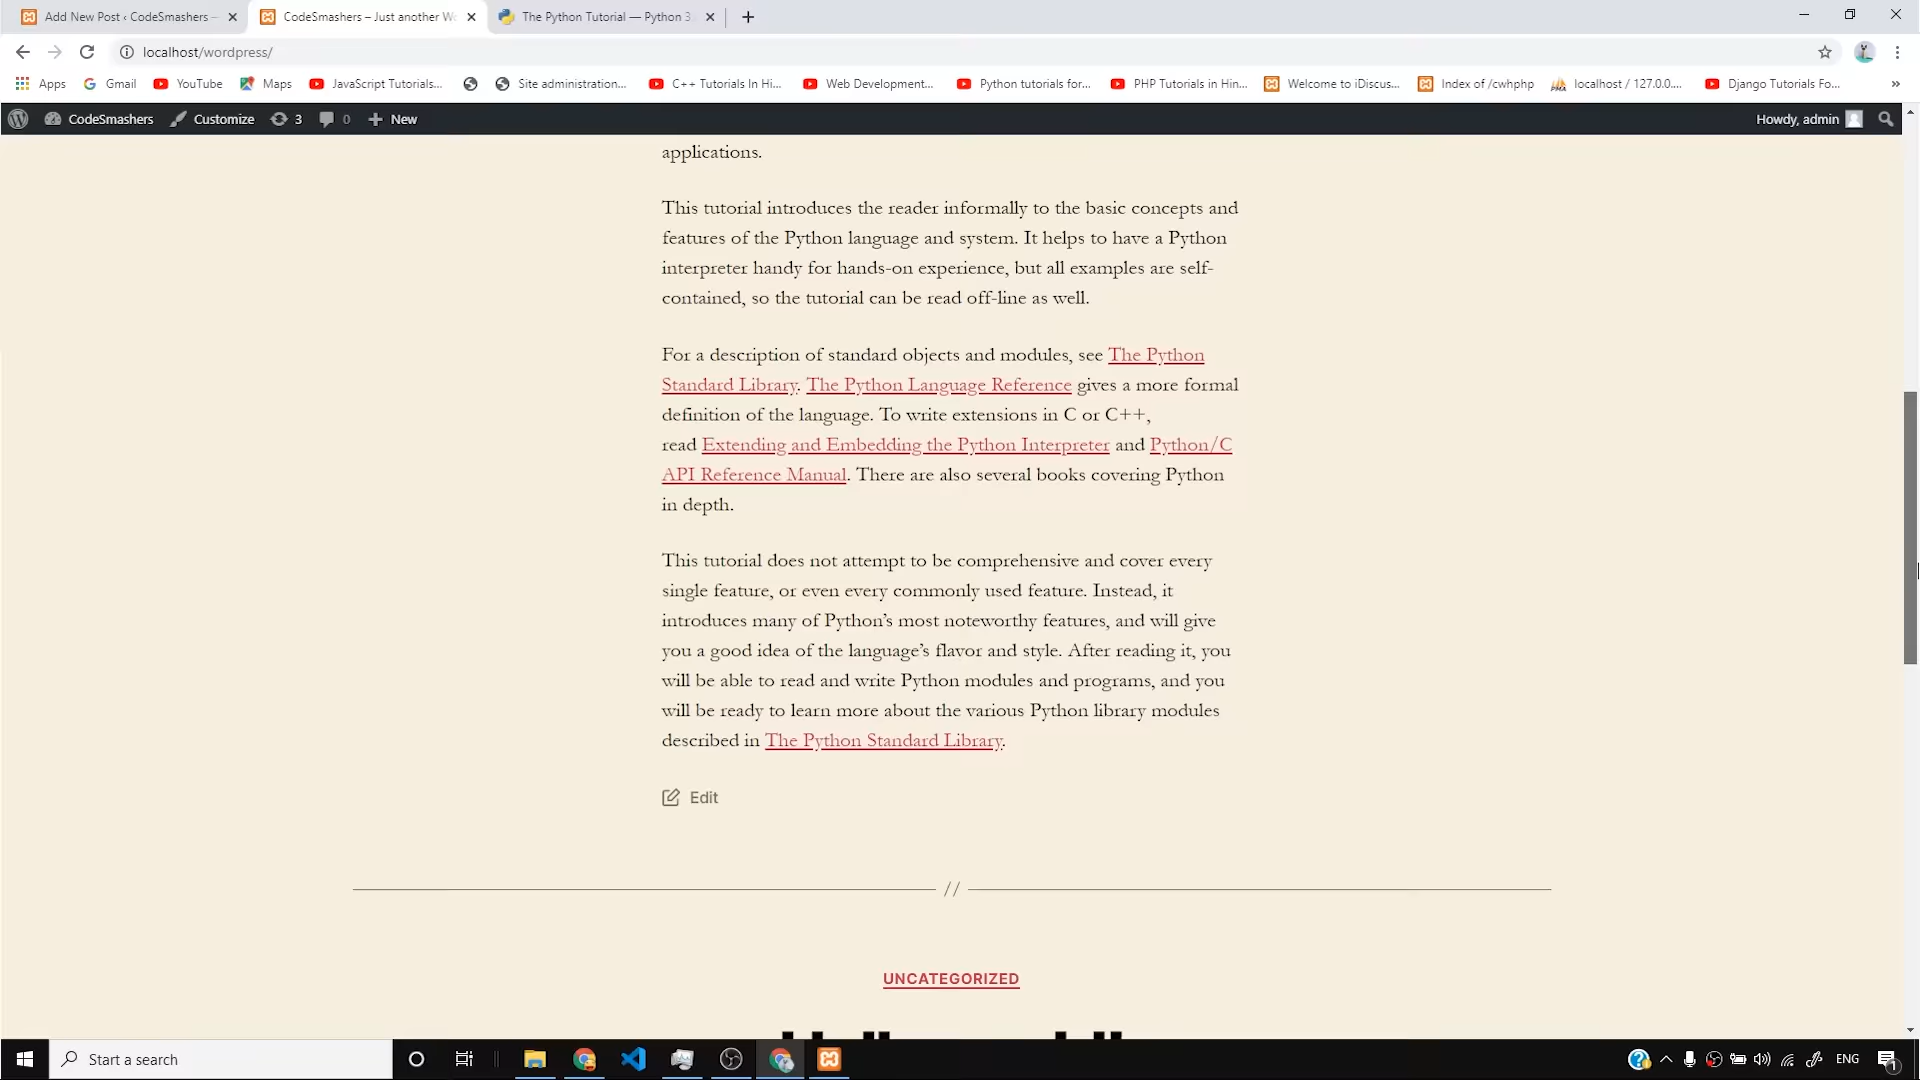 Add New Post ‹ CodeSmashers –
CodeSmashers – Just another Wo
The Python Tutorial — Python 3
localhost/wordpress/
Apps
Gmail
YouTube
Maps
JavaScript Tutorials...
Site administration...
C++ Tutorials In Hi...
Web Development...
Python tutorials for...
PHP Tutorials in Hin...
Welcome to iDiscus...
Index of /cwhphp
localhost / 127.0.0....
Django Tutorials Fo...
»
CodeSmashers
Customize
3
0
New
Howdy, admin
applications.
This tutorial introduces the reader informally to the basic concepts and
features of the Python language and system. It helps to have a Python
interpreter handy for hands-on experience, but all examples are self-
contained, so the tutorial can be read off-line as well.
For a description of standard objects and modules, see The Python
Standard Library. The Python Language Reference gives a more formal
definition of the language. To write extensions in C or C++,
read Extending and Embedding the Python Interpreter and Python/C
API Reference Manual. There are also several books covering Python
in depth.
This tutorial does not attempt to be comprehensive and cover every
single feature, or even every commonly used feature. Instead, it
introduces many of Python’s most noteworthy features, and will give
you a good idea of the language’s flavor and style. After reading it, you
will be able to read and write Python modules and programs, and you
will be ready to learn more about the various Python library modules
described in The Python Standard Library.
Edit
//
UNCATEGORIZED
Start a search
ENG
1